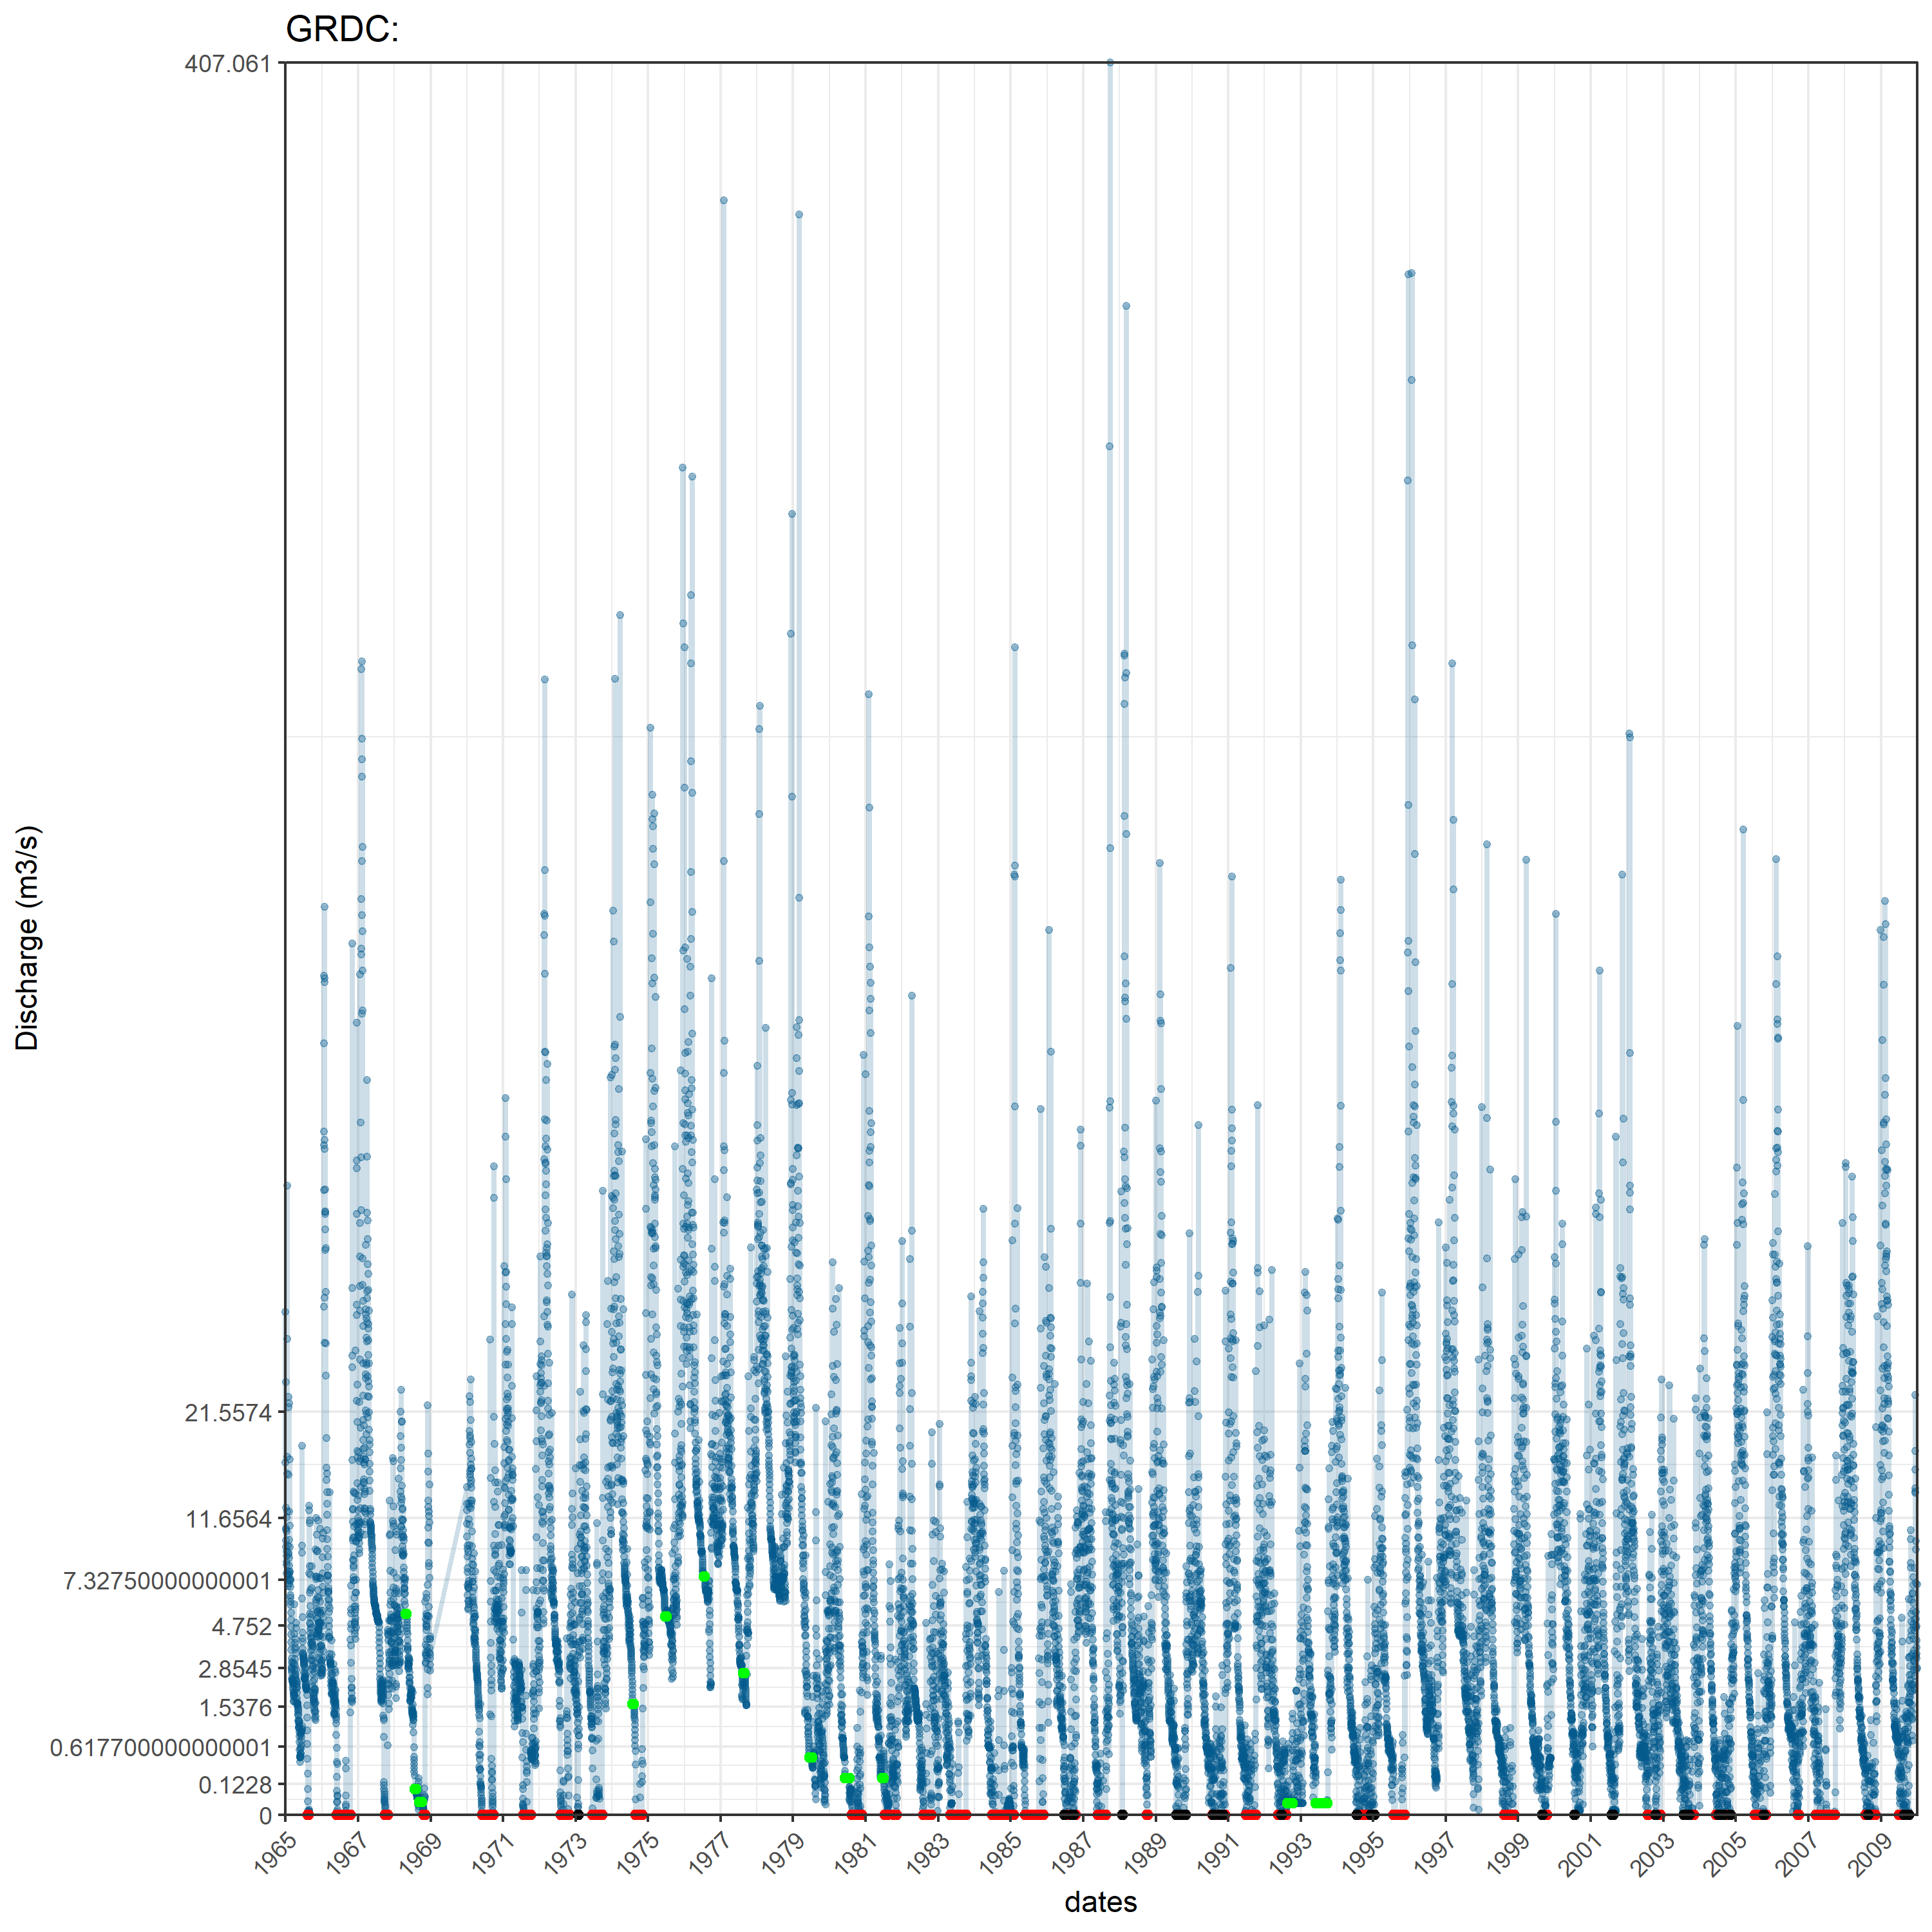 GRDC:
407.061
21.5574
11.6564
7.32750000000001
4.752
2.8545
1.5376
0.617700000000001
0.1228
0
Discharge (m3/s)
1965 1967 1969 1971 1973 1975 1977 1979 1981 1983 1985 1987 1989 1991 1993 1995 1997 1999 2001 2003 2005 2007 2009
dates